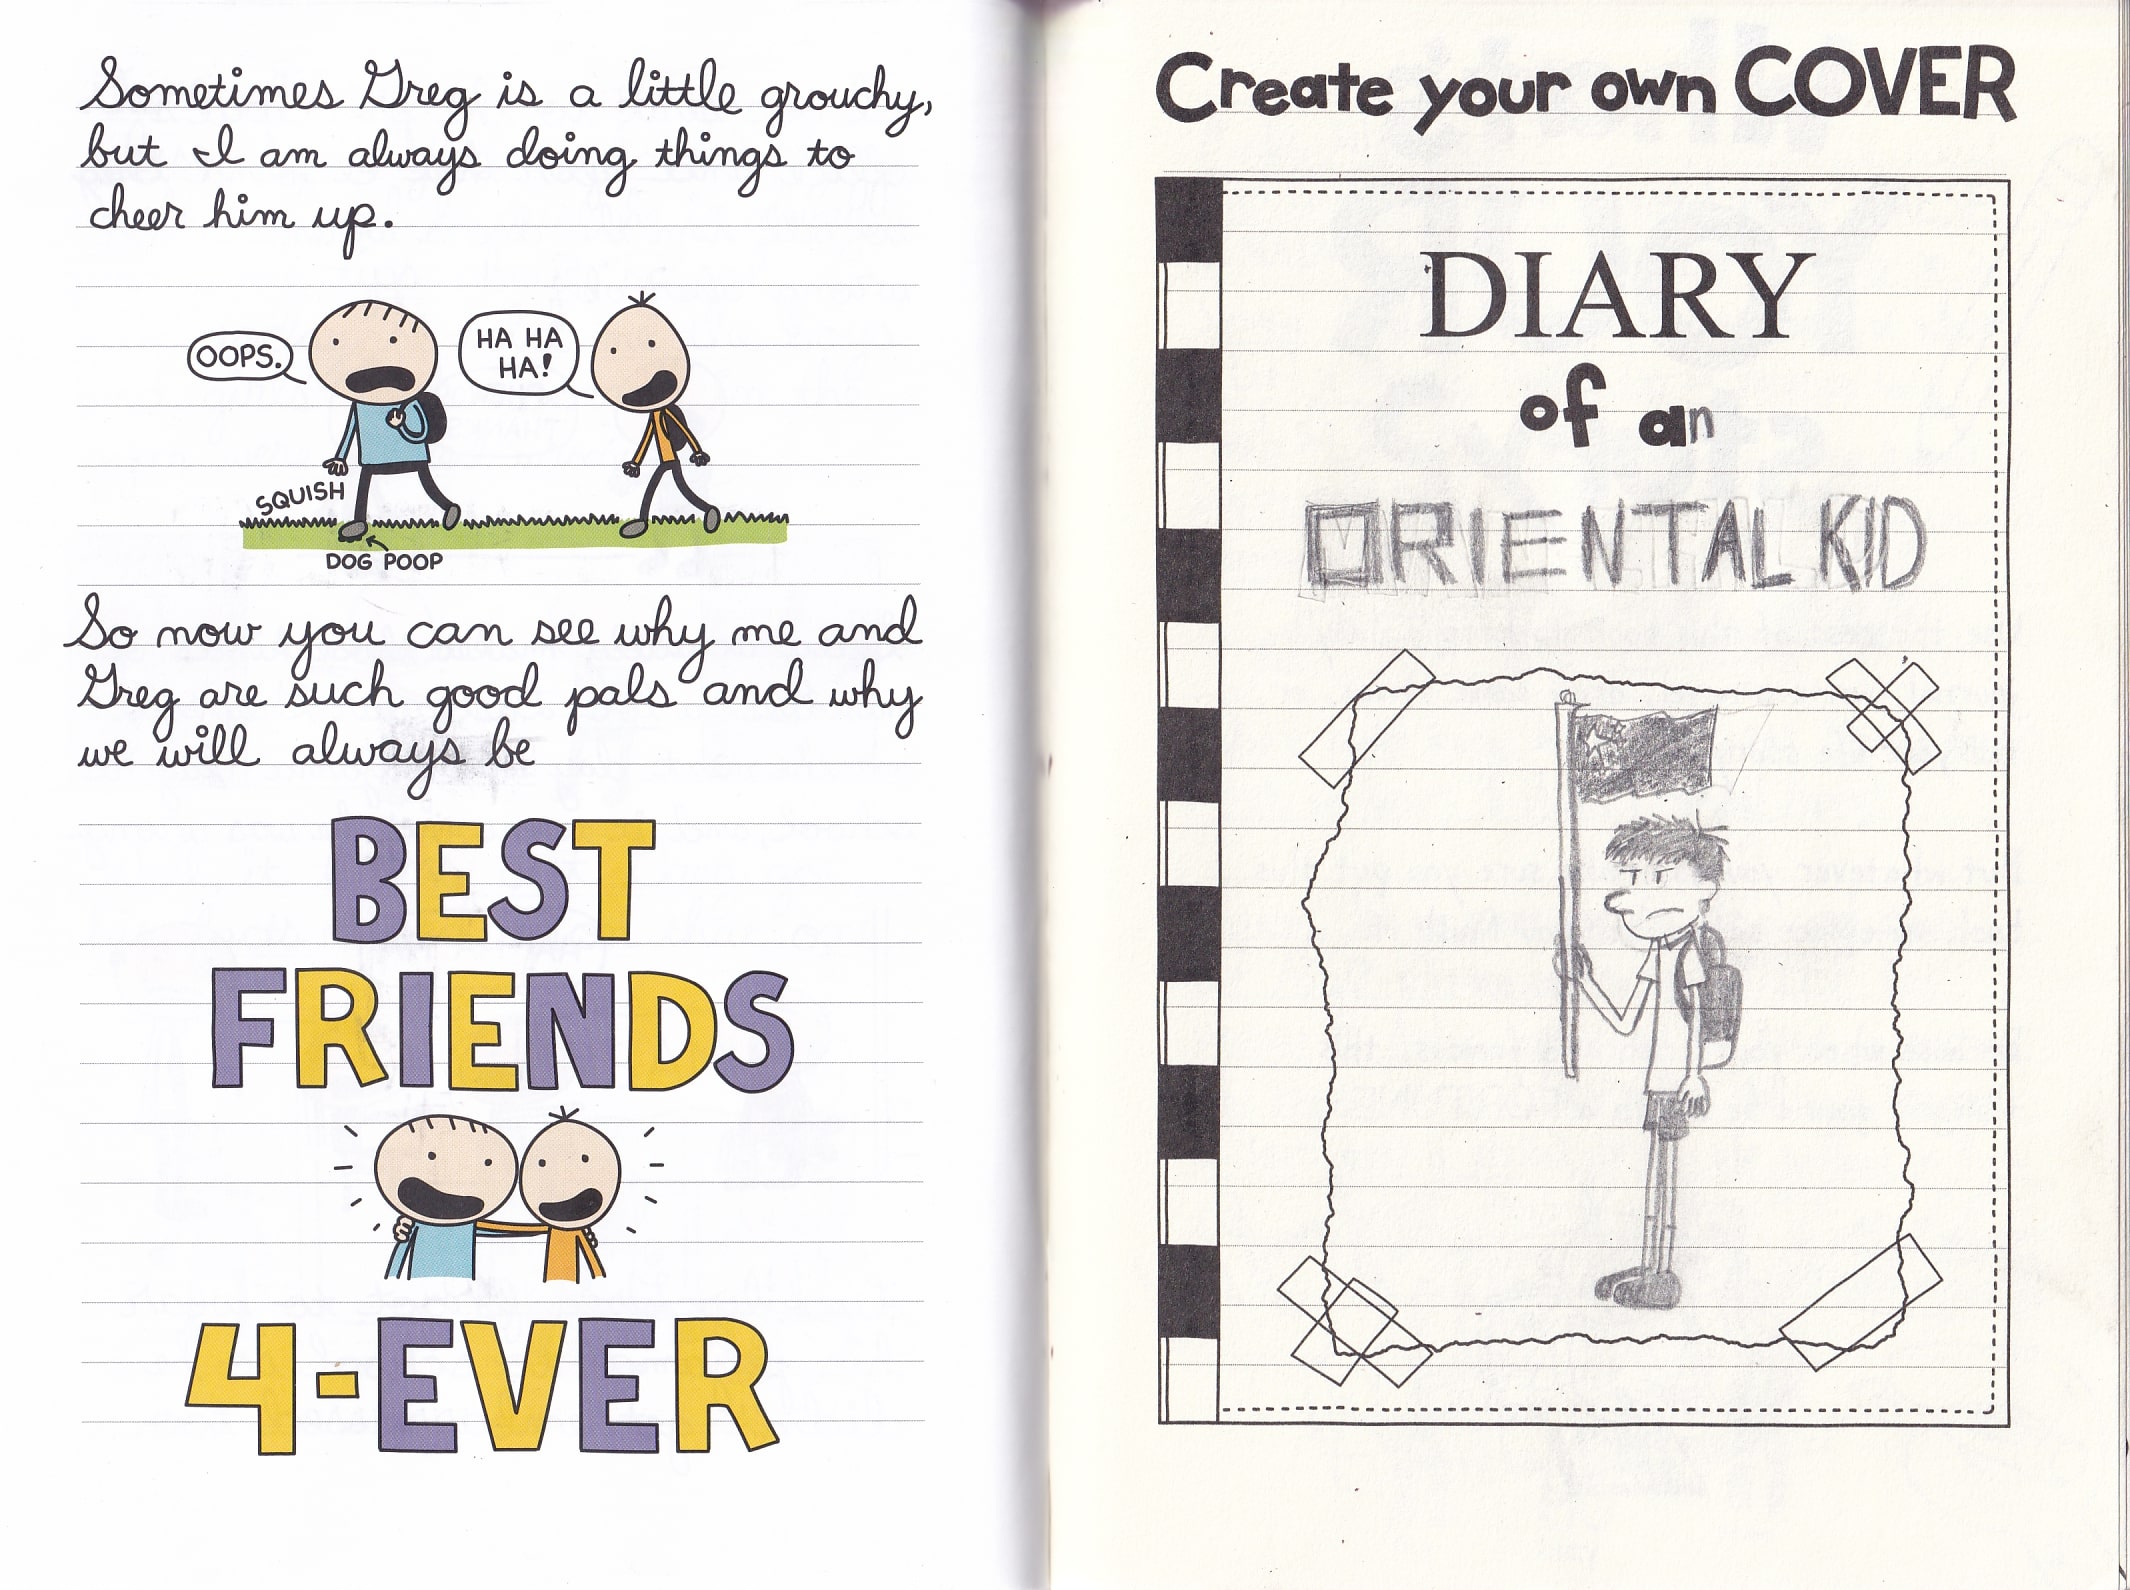 Sometimes Greg is a little grouchy,
but I am always doing things to
cheer him up.
OOPS.
HA HA
HA!
SQUISH
DOG POOP
So now you can see why me and
Greg are such good pals and why
we will always be
BEST
FRIENDS
4-EVER
Create your own COVER
DIARY
of an
ORIENTAL KID